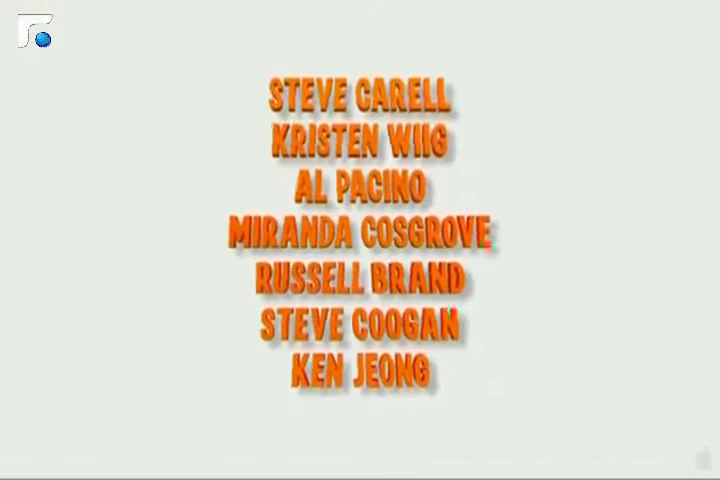 STEVE CARELL
KRISTEN WIIG
AL PACINO
MIRANDA COSGROVE
RUSSELL BRAND
STEVE COOGAN
KEN JEONG